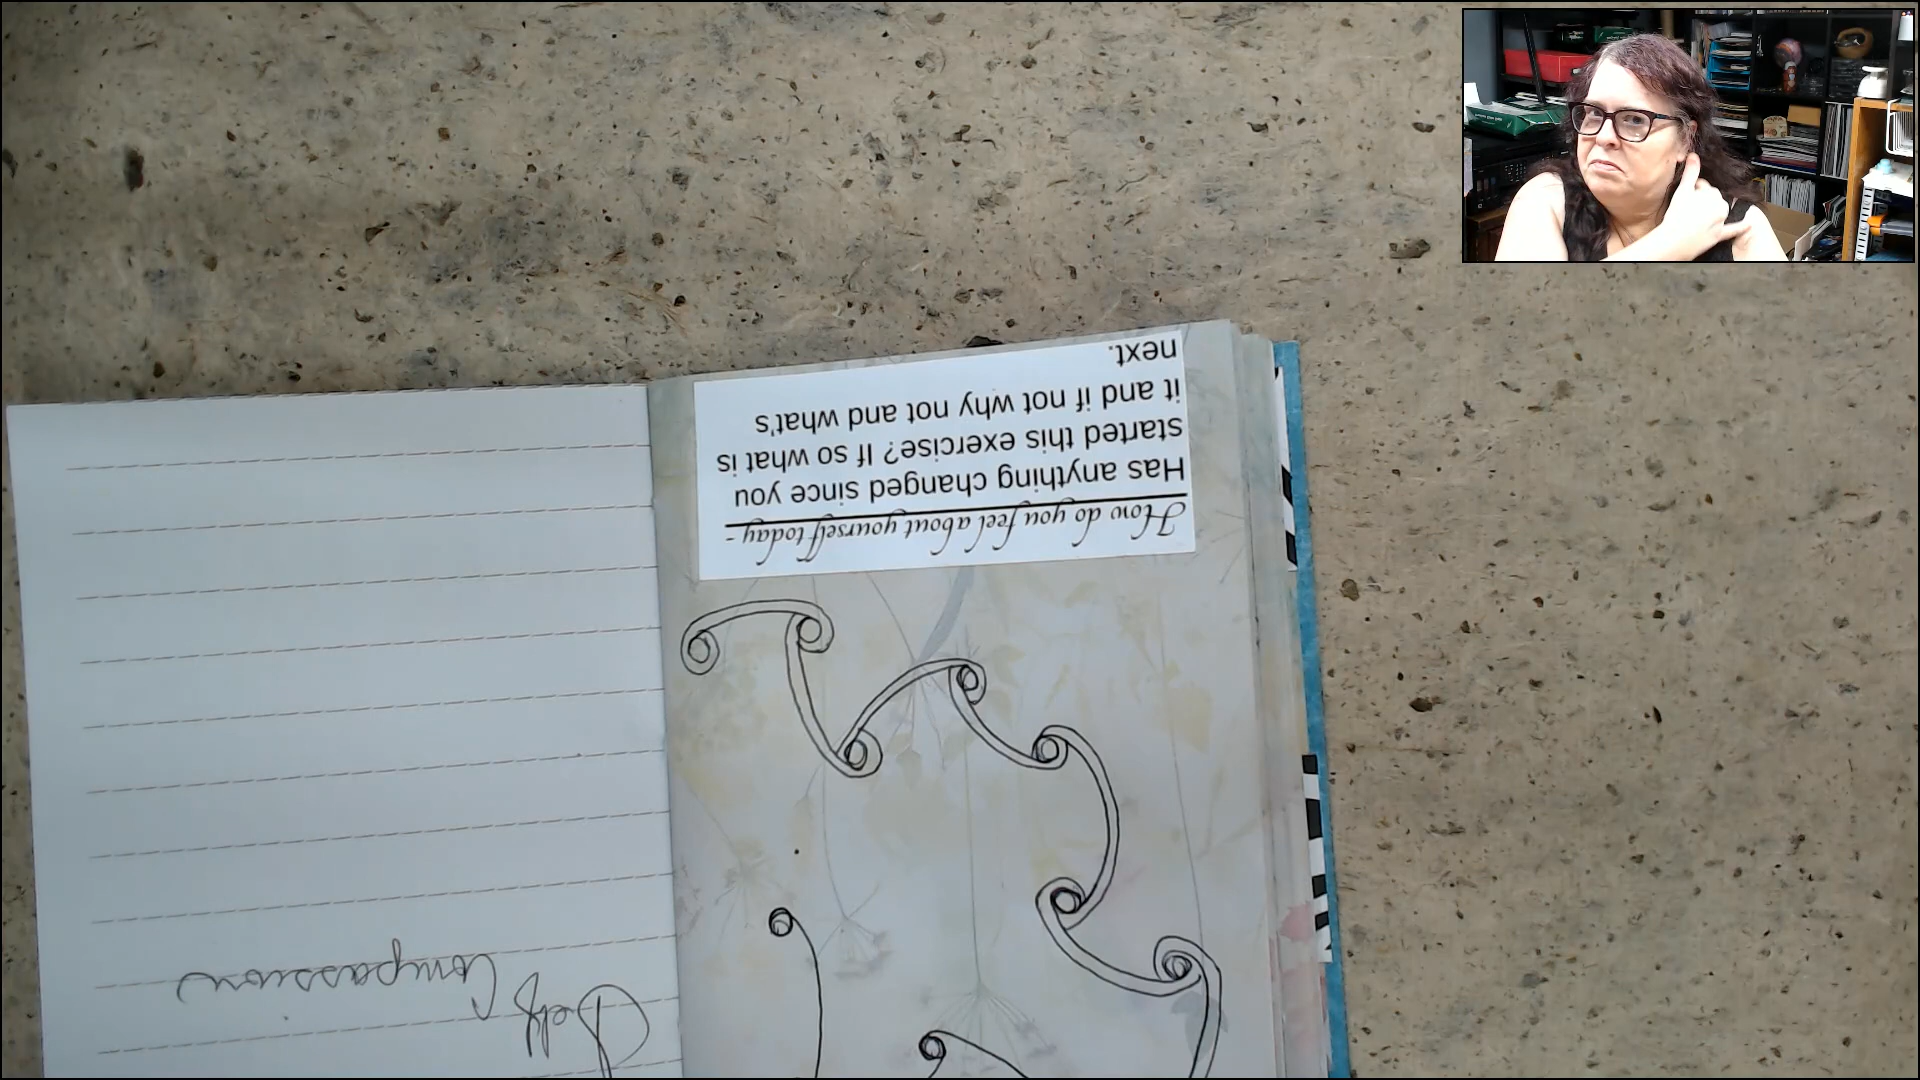 How do you feel about yourself today -
Has anything changed since you
started this exercise? If so what is
it and if not why not and what's
next.
Self
Compassion